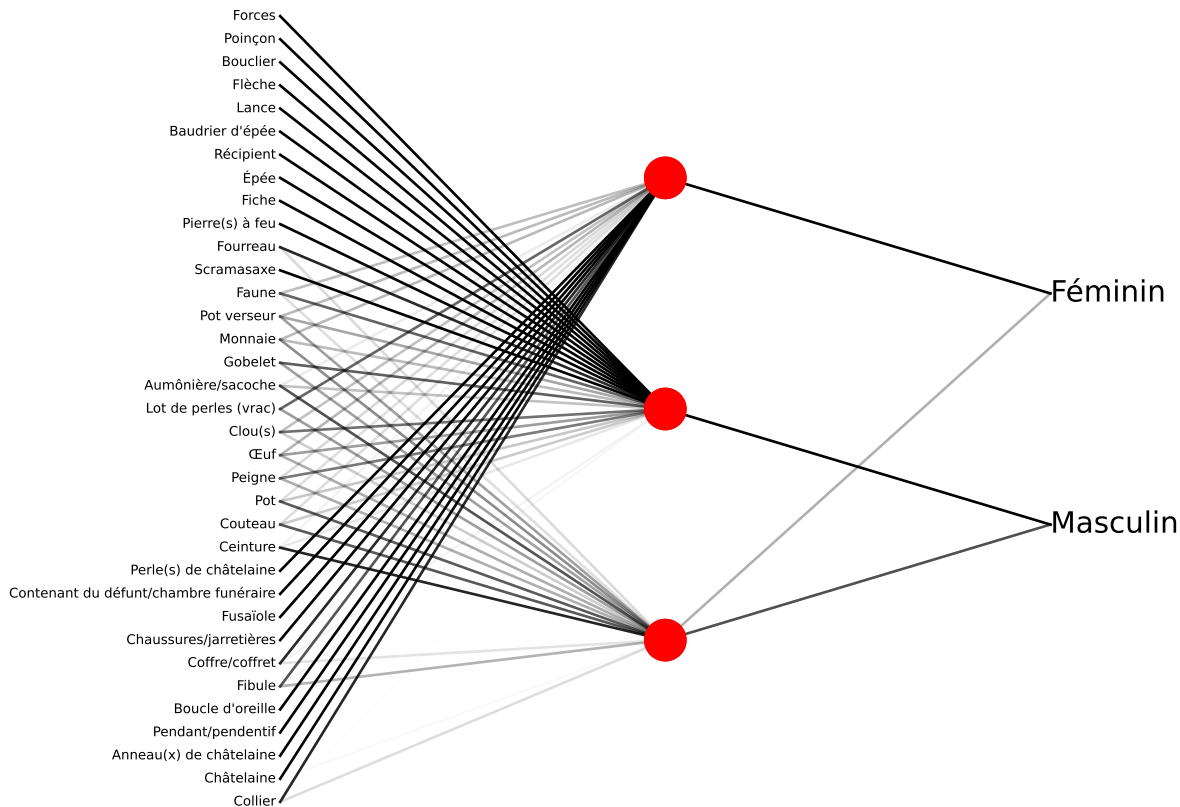 Forces
Poinçon
Bouclier
Flèche
Lance
Baudrier d'épée
Récipient
Épée
Fiche
Pierre(s) à feu
Fourreau
Scramasaxe
Faune
Pot verseur
Monnaie
Gobelet
Aumônière/sacoche
Lot de perles (vrac)
Clou(s)
Œuf
Peigne
Pot
Couteau
Ceinture
Perle(s) de châtelaine
Contenant du défunt/chambre funéraire
Fusaïole
Chaussures/jarretières
Coffre/coffret
Fibule
Boucle d'oreille
Pendant/pendentif
Anneau(x) de châtelaine
Châtelaine
Collier
Féminin
Masculin